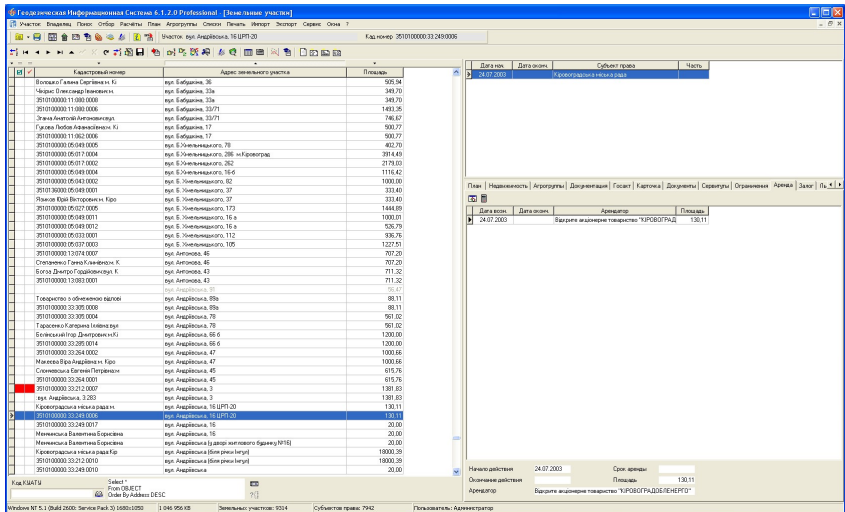 Геодезическая Информационная Система 6.1.2.0 Professional - [Земельные участки]
Участок Владелец Поиск Отбор Расчёты План Агрогруппы Списки Печать Импорт Экспорт Сервис Окна ?
Участок вул. Андріївська, 16 ЦРП-20 Кад.номер 3510100000:33:249:0006
Кадастровый номер Адрес земельного участка Площадь
Волошко Галина Сергіївна:м. Кі вул. Бабушкіна, 36 505,94
вул. Бабушкіна, 33а 349,70
3510100000:11:080:0008 вул. Бабушкіна, 33а 349,70
3510100000:11:080:0006 вул. Бабушкіна, 33/71 1493,35
вул. Бабушкіна, 33/71 746,67
Гукова Любов Афанасіївна:м. Кі вул. Бабушкіна, 17 500,77
3510100000:11:062:0006 вул. Бабушкіна, 17 500,77
3510100000:05:049:0005 вул. Б.Хмельницького, 78 402,70
3510100000:05:017:0004 вул. Б.Хмельницького, 286 м.Кіровоград 3914,49
3510100000:05:017:0002 вул. Б.Хмельницького, 262 2179,03
3510100000:05:049:0004 вул. Б.Хмельницького, 16-б 1116,42
3510100000:05:043:0002 вул. Б. Хмельницького, 82 1000,00
3510136000:05:049:0001 вул. Б. Хмельницького, 37 333,40
Язиков Юрій Вікторович:м. Кіро вул. Б. Хмельницького, 37 333,40
3510100000:05:027:0005 вул. Б. Хмельницького, 173 1444,89
3510100000:05:049:0011 вул. Б. Хмельницького, 16 а 1000,01
3510100000:05:049:0012 вул. Б. Хмельницького, 16 а 526,79
3510100000:05:033:0001 вул. Б. Хмельницького, 112 936,76
3510100000:05:037:0003 вул. Б. Хмельницького, 105 1227,51
3510100000:13:074:0007 вул. Антонова, 46 707,20
Степаненко Ганна Климівна:м. К вул. Антонова, 46 707,20
Богза Дмитро Гордійович:вул. К вул. Антонова, 43 711,32
3510100000:13:083:0001 вул. Антонова, 43 711,32
вул. Андріївська, 91 56,47
Товариство з обмеженою відпові вул. Андріївська, 89а 88,11
3510100000:33:305:0008 вул. Андріївська, 89а 88,11
3510100000:33:305:0004 вул. Андріївська, 78 561,02
Тарасенко Катерина Іллівна:вул вул. Андріївська, 78 561,02
Белінський Ігор Дмитрович:м.Кі вул. Андріївська, 66 б 1200,00
3510100000:33:285:0014 вул. Андріївська, 66 б 1200,00
3510100000:33:264:0002 вул. Андріївська, 47 1000,66
Макеєва Віра Андріївна:м. Кіро вул. Андріївська, 47 1000,66
вул. Андріївська, 45 615,76
3510100000:33:264:0001 вул. Андріївська, 45 615,76
3510100000:33:212:0007 вул. Андріївська, 3 1381,83
:вул. Андріївська, 3:283 вул. Андріївська, 3 1381,83
Кіровоградська міська рада:м. вул. Андріївська, 16 ЦРП-20 130,11
3510100000:33:249:0006 вул. Андріївська, 16 ЦРП-20 130,11
3510100000:33:249:0017 вул. Андріївська, 16 20,00
Менжинська Валентина Борисівна вул. Андріївська, 16 20,00
Менжинська Валентина Борисівна вул. Андріївська (у дворі житлового будинку №16) 20,00
Кіровоградська міська рада:Кір вул. Андріївська (біля річки Інгул) 18000,39
3510100000:33:212:0010 вул. Андріївська (біля річки Інгул) 18000,39
3510100000:33:249:0010 вул. Андріївська 20,00
Код КОАТУ Select *
From OBJECT
Order By Address DESC
Дата нач. Дата оконч. Субъект права Часть
24.07.2003 Кіровоградська міська рада
План Недвижимость Агрогруппы Документация Госакт Карточка Документы Сервитуты Ограничения Аренда Залог
Дата возн. Дата оконч. Арендатор Площадь
24.07.2003 Відкрите акціонерне товариство "КІРОВОГРАД 130,11
Начало действия 24.07.2003 Срок аренды
Окончание действия Площадь 130,11
Арендатор Відкрите акціонерне товариство "КІРОВОГРАДОБЛЕНЕРГО"
Windows NT 5.1 (Build 2600: Service Pack 3) 1680x1050 1 046 956 KB Земельных участков: 9314 Субъектов права: 7942 Пользователь: Администратор